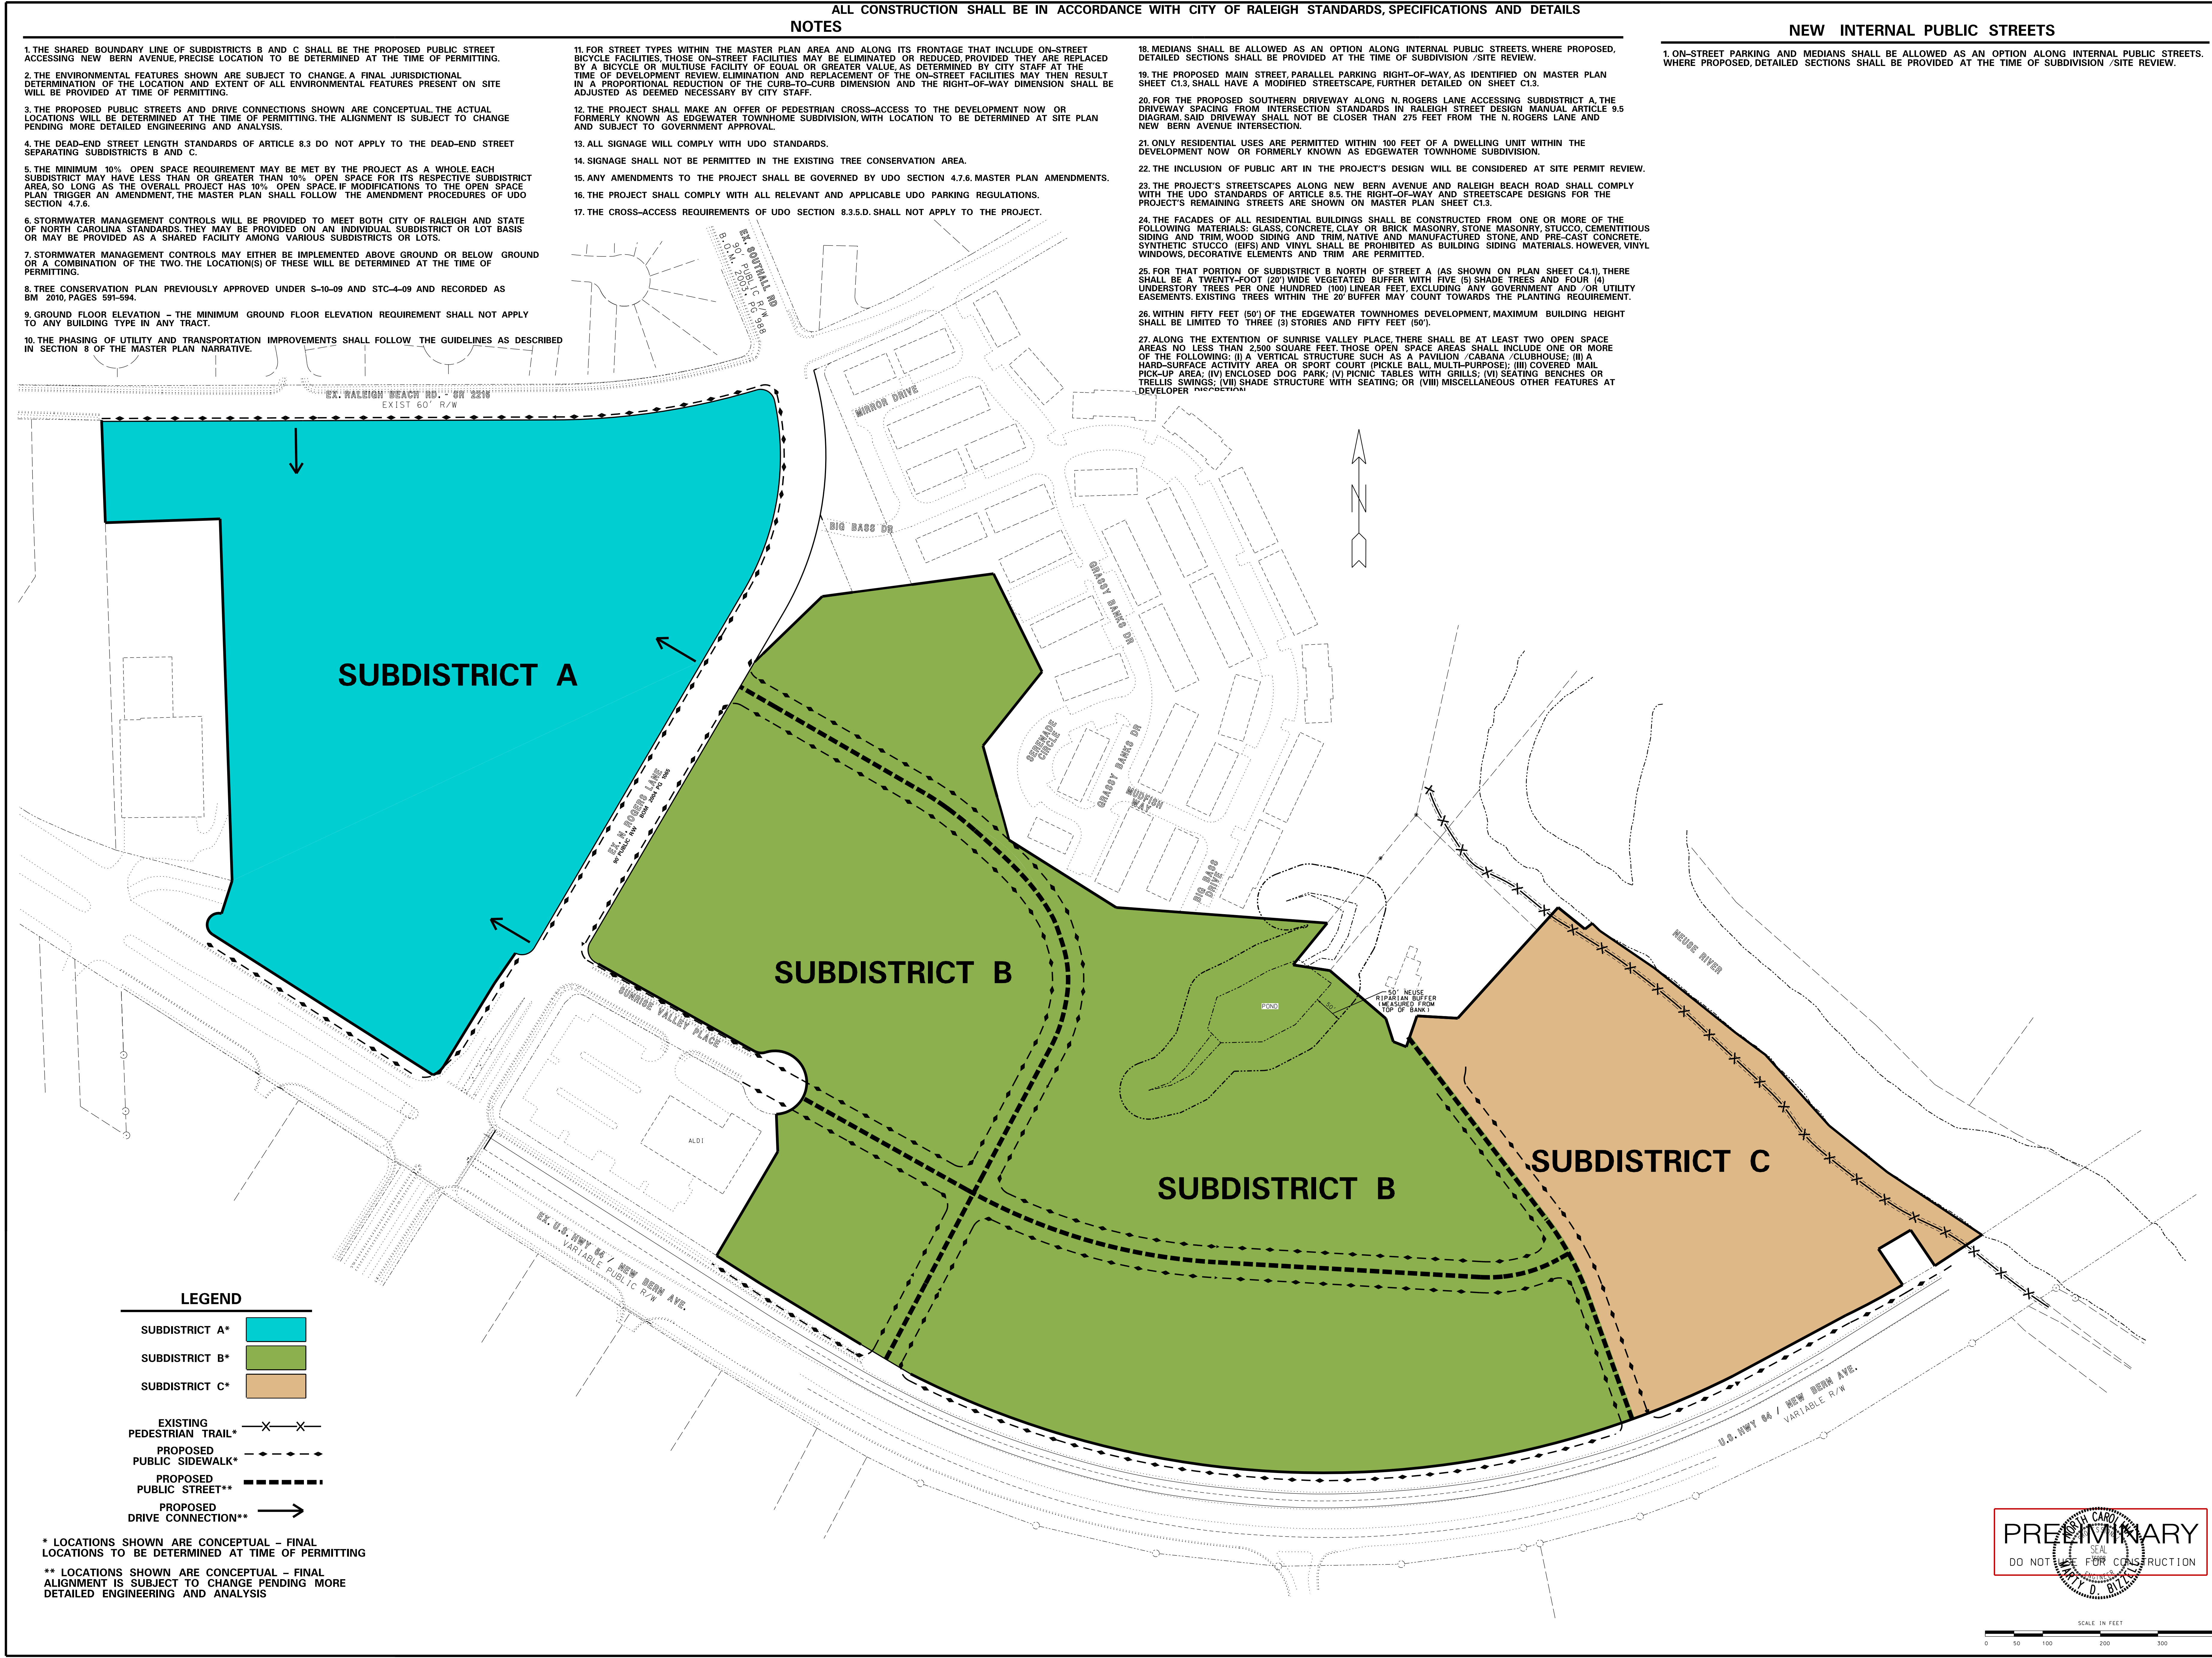 ALL CONSTRUCTION SHALL BE IN ACCORDANCE WITH CITY OF RALEIGH STANDARDS, SPECIFICATIONS AND DETAILS
NOTES
1. THE SHARED BOUNDARY LINE OF SUBDISTRICTS B AND C SHALL BE THE PROPOSED PUBLIC STREET
ACCESSING NEW BERN AVENUE, PRECISE LOCATION TO BE DETERMINED AT THE TIME OF PERMITTING.
2. THE ENVIRONMENTAL FEATURES SHOWN ARE SUBJECT TO CHANGE. A FINAL JURISDICTIONAL
DETERMINATION OF THE LOCATION AND EXTENT OF ALL ENVIRONMENTAL FEATURES PRESENT ON SITE
WILL BE PROVIDED AT TIME OF PERMITTING.
3. THE PROPOSED PUBLIC STREETS AND DRIVE CONNECTIONS SHOWN ARE CONCEPTUAL. THE ACTUAL
LOCATIONS WILL BE DETERMINED AT THE TIME OF PERMITTING. THE ALIGNMENT IS SUBJECT TO CHANGE
PENDING MORE DETAILED ENGINEERING AND ANALYSIS.
4. THE DEAD-END STREET LENGTH STANDARDS OF ARTICLE 8.3 DO NOT APPLY TO THE DEAD-END STREET
SEPARATING SUBDISTRICTS B AND C.
5. THE MINIMUM 10% OPEN SPACE REQUIREMENT MAY BE MET BY THE PROJECT AS A WHOLE. EACH
SUBDISTRICT MAY HAVE LESS THAN OR GREATER THAN 10% OPEN SPACE FOR ITS RESPECTIVE SUBDISTRICT
AREA, SO LONG AS THE OVERALL PROJECT HAS 10% OPEN SPACE. IF MODIFICATIONS TO THE OPEN SPACE
PLAN TRIGGER AN AMENDMENT, THE MASTER PLAN SHALL FOLLOW THE AMENDMENT PROCEDURES OF UDO
SECTION 4.7.6.
6. STORMWATER MANAGEMENT CONTROLS WILL BE PROVIDED TO MEET BOTH CITY OF RALEIGH AND STATE
OF NORTH CAROLINA STANDARDS. THEY MAY BE PROVIDED ON AN INDIVIDUAL SUBDISTRICT OR LOT BASIS
OR MAY BE PROVIDED AS A SHARED FACILITY AMONG VARIOUS SUBDISTRICTS OR LOTS.
7. STORMWATER MANAGEMENT CONTROLS MAY EITHER BE IMPLEMENTED ABOVE GROUND OR BELOW GROUND
OR A COMBINATION OF THE TWO. THE LOCATION(S) OF THESE WILL BE DETERMINED AT THE TIME OF
PERMITTING.
8. TREE CONSERVATION PLAN PREVIOUSLY APPROVED UNDER S-10-09 AND STC-4-09 AND RECORDED AS
BM 2010, PAGES 591-594.
9. GROUND FLOOR ELEVATION - THE MINIMUM GROUND FLOOR ELEVATION REQUIREMENT SHALL NOT APPLY
TO ANY BUILDING TYPE IN ANY TRACT.
10. THE PHASING OF UTILITY AND TRANSPORTATION IMPROVEMENTS SHALL FOLLOW THE GUIDELINES AS DESCRIBED
IN SECTION 8 OF THE MASTER PLAN NARRATIVE.
11. FOR STREET TYPES WITHIN THE MASTER PLAN AREA AND ALONG ITS FRONTAGE THAT INCLUDE ON-STREET
BICYCLE FACILITIES, THOSE ON-STREET FACILITIES MAY BE ELIMINATED OR REDUCED, PROVIDED THEY ARE REPLACED
BY A BICYCLE OR MULTIUSE FACILITY OF EQUAL OR GREATER VALUE, AS DETERMINED BY CITY STAFF AT THE
TIME OF DEVELOPMENT REVIEW. ELIMINATION AND REPLACEMENT OF THE ON-STREET FACILITIES MAY THEN RESULT
IN A PROPORTIONAL REDUCTION OF THE CURB-TO-CURB DIMENSION AND THE RIGHT-OF-WAY DIMENSION SHALL BE
ADJUSTED AS DEEMED NECESSARY BY CITY STAFF.
12. THE PROJECT SHALL MAKE AN OFFER OF PEDESTRIAN CROSS-ACCESS TO THE DEVELOPMENT NOW OR
FORMERLY KNOWN AS EDGEWATER TOWNHOME SUBDIVISION, WITH LOCATION TO BE DETERMINED AT SITE PLAN
AND SUBJECT TO GOVERNMENT APPROVAL.
13. ALL SIGNAGE WILL COMPLY WITH UDO STANDARDS.
14. SIGNAGE SHALL NOT BE PERMITTED IN THE EXISTING TREE CONSERVATION AREA.
15. ANY AMENDMENTS TO THE PROJECT SHALL BE GOVERNED BY UDO SECTION 4.7.6. MASTER PLAN AMENDMENTS.
16. THE PROJECT SHALL COMPLY WITH ALL RELEVANT AND APPLICABLE UDO PARKING REGULATIONS.
17. THE CROSS-ACCESS REQUIREMENTS OF UDO SECTION 8.3.5.D. SHALL NOT APPLY TO THE PROJECT.
18. MEDIANS SHALL BE ALLOWED AS AN OPTION ALONG INTERNAL PUBLIC STREETS. WHERE PROPOSED,
DETAILED SECTIONS SHALL BE PROVIDED AT THE TIME OF SUBDIVISION /SITE REVIEW.
19. THE PROPOSED MAIN STREET, PARALLEL PARKING RIGHT-OF-WAY, AS IDENTIFIED ON MASTER PLAN
SHEET C1.3, SHALL HAVE A MODIFIED STREETSCAPE, FURTHER DETAILED ON SHEET C1.3.
20. FOR THE PROPOSED SOUTHERN DRIVEWAY ALONG N. ROGERS LANE ACCESSING SUBDISTRICT A, THE
DRIVEWAY SPACING FROM INTERSECTION STANDARDS IN RALEIGH STREET DESIGN MANUAL ARTICLE 9.5
DIAGRAM. SAID DRIVEWAY SHALL NOT BE CLOSER THAN 275 FEET FROM THE N. ROGERS LANE AND
NEW BERN AVENUE INTERSECTION.
21. ONLY RESIDENTIAL USES ARE PERMITTED WITHIN 100 FEET OF A DWELLING UNIT WITHIN THE
DEVELOPMENT NOW OR FORMERLY KNOWN AS EDGEWATER TOWNHOME SUBDIVISION.
22. THE INCLUSION OF PUBLIC ART IN THE PROJECT'S DESIGN WILL BE CONSIDERED AT SITE PERMIT REVIEW.
23. THE PROJECT'S STREETSCAPES ALONG NEW BERN AVENUE AND RALEIGH BEACH ROAD SHALL COMPLY
WITH THE UDO STANDARDS OF ARTICLE 8.5. THE RIGHT-OF-WAY AND STREETSCAPE DESIGNS FOR THE
PROJECT'S REMAINING STREETS ARE SHOWN ON MASTER PLAN SHEET C1.3.
24. THE FACADES OF ALL RESIDENTIAL BUILDINGS SHALL BE CONSTRUCTED FROM ONE OR MORE OF THE
FOLLOWING MATERIALS: GLASS, CONCRETE, CLAY OR BRICK MASONRY, STONE MASONRY, STUCCO, CEMENTITIOUS
SIDING AND TRIM, WOOD SIDING AND TRIM, NATIVE AND MANUFACTURED STONE, AND PRE-CAST CONCRETE.
SYNTHETIC STUCCO (EIFS) AND VINYL SHALL BE PROHIBITED AS BUILDING SIDING MATERIALS. HOWEVER, VINYL
WINDOWS, DECORATIVE ELEMENTS AND TRIM ARE PERMITTED.
25. FOR THAT PORTION OF SUBDISTRICT B NORTH OF STREET A (AS SHOWN ON PLAN SHEET C4.1), THERE
SHALL BE A TWENTY-FOOT (20') WIDE VEGETATED BUFFER WITH FIVE (5) SHADE TREES AND FOUR (4)
UNDERSTORY TREES PER ONE HUNDRED (100) LINEAR FEET, EXCLUDING ANY GOVERNMENT AND /OR UTILITY
EASEMENTS. EXISTING TREES WITHIN THE 20' BUFFER MAY COUNT TOWARDS THE PLANTING REQUIREMENT.
26. WITHIN FIFTY FEET (50') OF THE EDGEWATER TOWNHOMES DEVELOPMENT, MAXIMUM BUILDING HEIGHT
SHALL BE LIMITED TO THREE (3) STORIES AND FIFTY FEET (50').
27. ALONG THE EXTENTION OF SUNRISE VALLEY PLACE, THERE SHALL BE AT LEAST TWO OPEN SPACE
AREAS NO LESS THAN 2,500 SQUARE FEET. THOSE OPEN SPACE AREAS SHALL INCLUDE ONE OR MORE
OF THE FOLLOWING: (I) A VERTICAL STRUCTURE SUCH AS A PAVILION /CABANA /CLUBHOUSE; (II) A
HARD-SURFACE ACTIVITY AREA OR SPORT COURT (PICKLE BALL, MULTI-PURPOSE); (III) COVERED MAIL
PICK-UP AREA; (IV) ENCLOSED DOG PARK; (V) PICNIC TABLES WITH GRILLS; (VI) SEATING BENCHES OR
TRELLIS SWINGS; (VII) SHADE STRUCTURE WITH SEATING; OR (VIII) MISCELLANEOUS OTHER FEATURES AT
DEVELOPER DISCRETION
NEW INTERNAL PUBLIC STREETS
1. ON-STREET PARKING AND MEDIANS SHALL BE ALLOWED AS AN OPTION ALONG INTERNAL PUBLIC STREETS.
WHERE PROPOSED, DETAILED SECTIONS SHALL BE PROVIDED AT THE TIME OF SUBDIVISION /SITE REVIEW.
EX. SOUTHALL RD
90' PUBLIC R/W
B.O.M. 2003, PG 988
EX. RALEIGH BEACH RD. - SR 2215
EXIST 60' R/W
MIRROR DRIVE
BIG BASS DR
GRASSY BANKS DR
N
SUBDISTRICT A
SERENADE
CIRCLE
GRASSY BANKS DR
MUDFISH
WAY
BIG BASS
DRIVE
EX. N. ROGERS LANE
90' PUBLIC R/W BOM 2004 PG 1065
NEUSE RIVER
SUBDISTRICT B
SUNRISE VALLEY PLACE
POND
50'
50' NEUSE
RIPARIAN BUFFER
(MEASURED FROM
TOP OF BANK)
ALDI
SUBDISTRICT B
SUBDISTRICT C
EX. U.S. HWY 64 / NEW BERN AVE.
VARIABLE PUBLIC R/W
U.S. HWY 64 / NEW BERN AVE.
VARIABLE R/W
LEGEND
SUBDISTRICT A*
SUBDISTRICT B*
SUBDISTRICT C*
EXISTING
PEDESTRIAN TRAIL*
PROPOSED
PUBLIC SIDEWALK*
PROPOSED
PUBLIC STREET**
PROPOSED
DRIVE CONNECTION**
* LOCATIONS SHOWN ARE CONCEPTUAL - FINAL
LOCATIONS TO BE DETERMINED AT TIME OF PERMITTING
** LOCATIONS SHOWN ARE CONCEPTUAL - FINAL
ALIGNMENT IS SUBJECT TO CHANGE PENDING MORE
DETAILED ENGINEERING AND ANALYSIS
PRELIMINARY
DO NOT USE FOR CONSTRUCTION
NORTH CAROLINA
SEAL
ENGINEER
MARTY D. BIZZELL
SCALE IN FEET
0 50 100 200 300